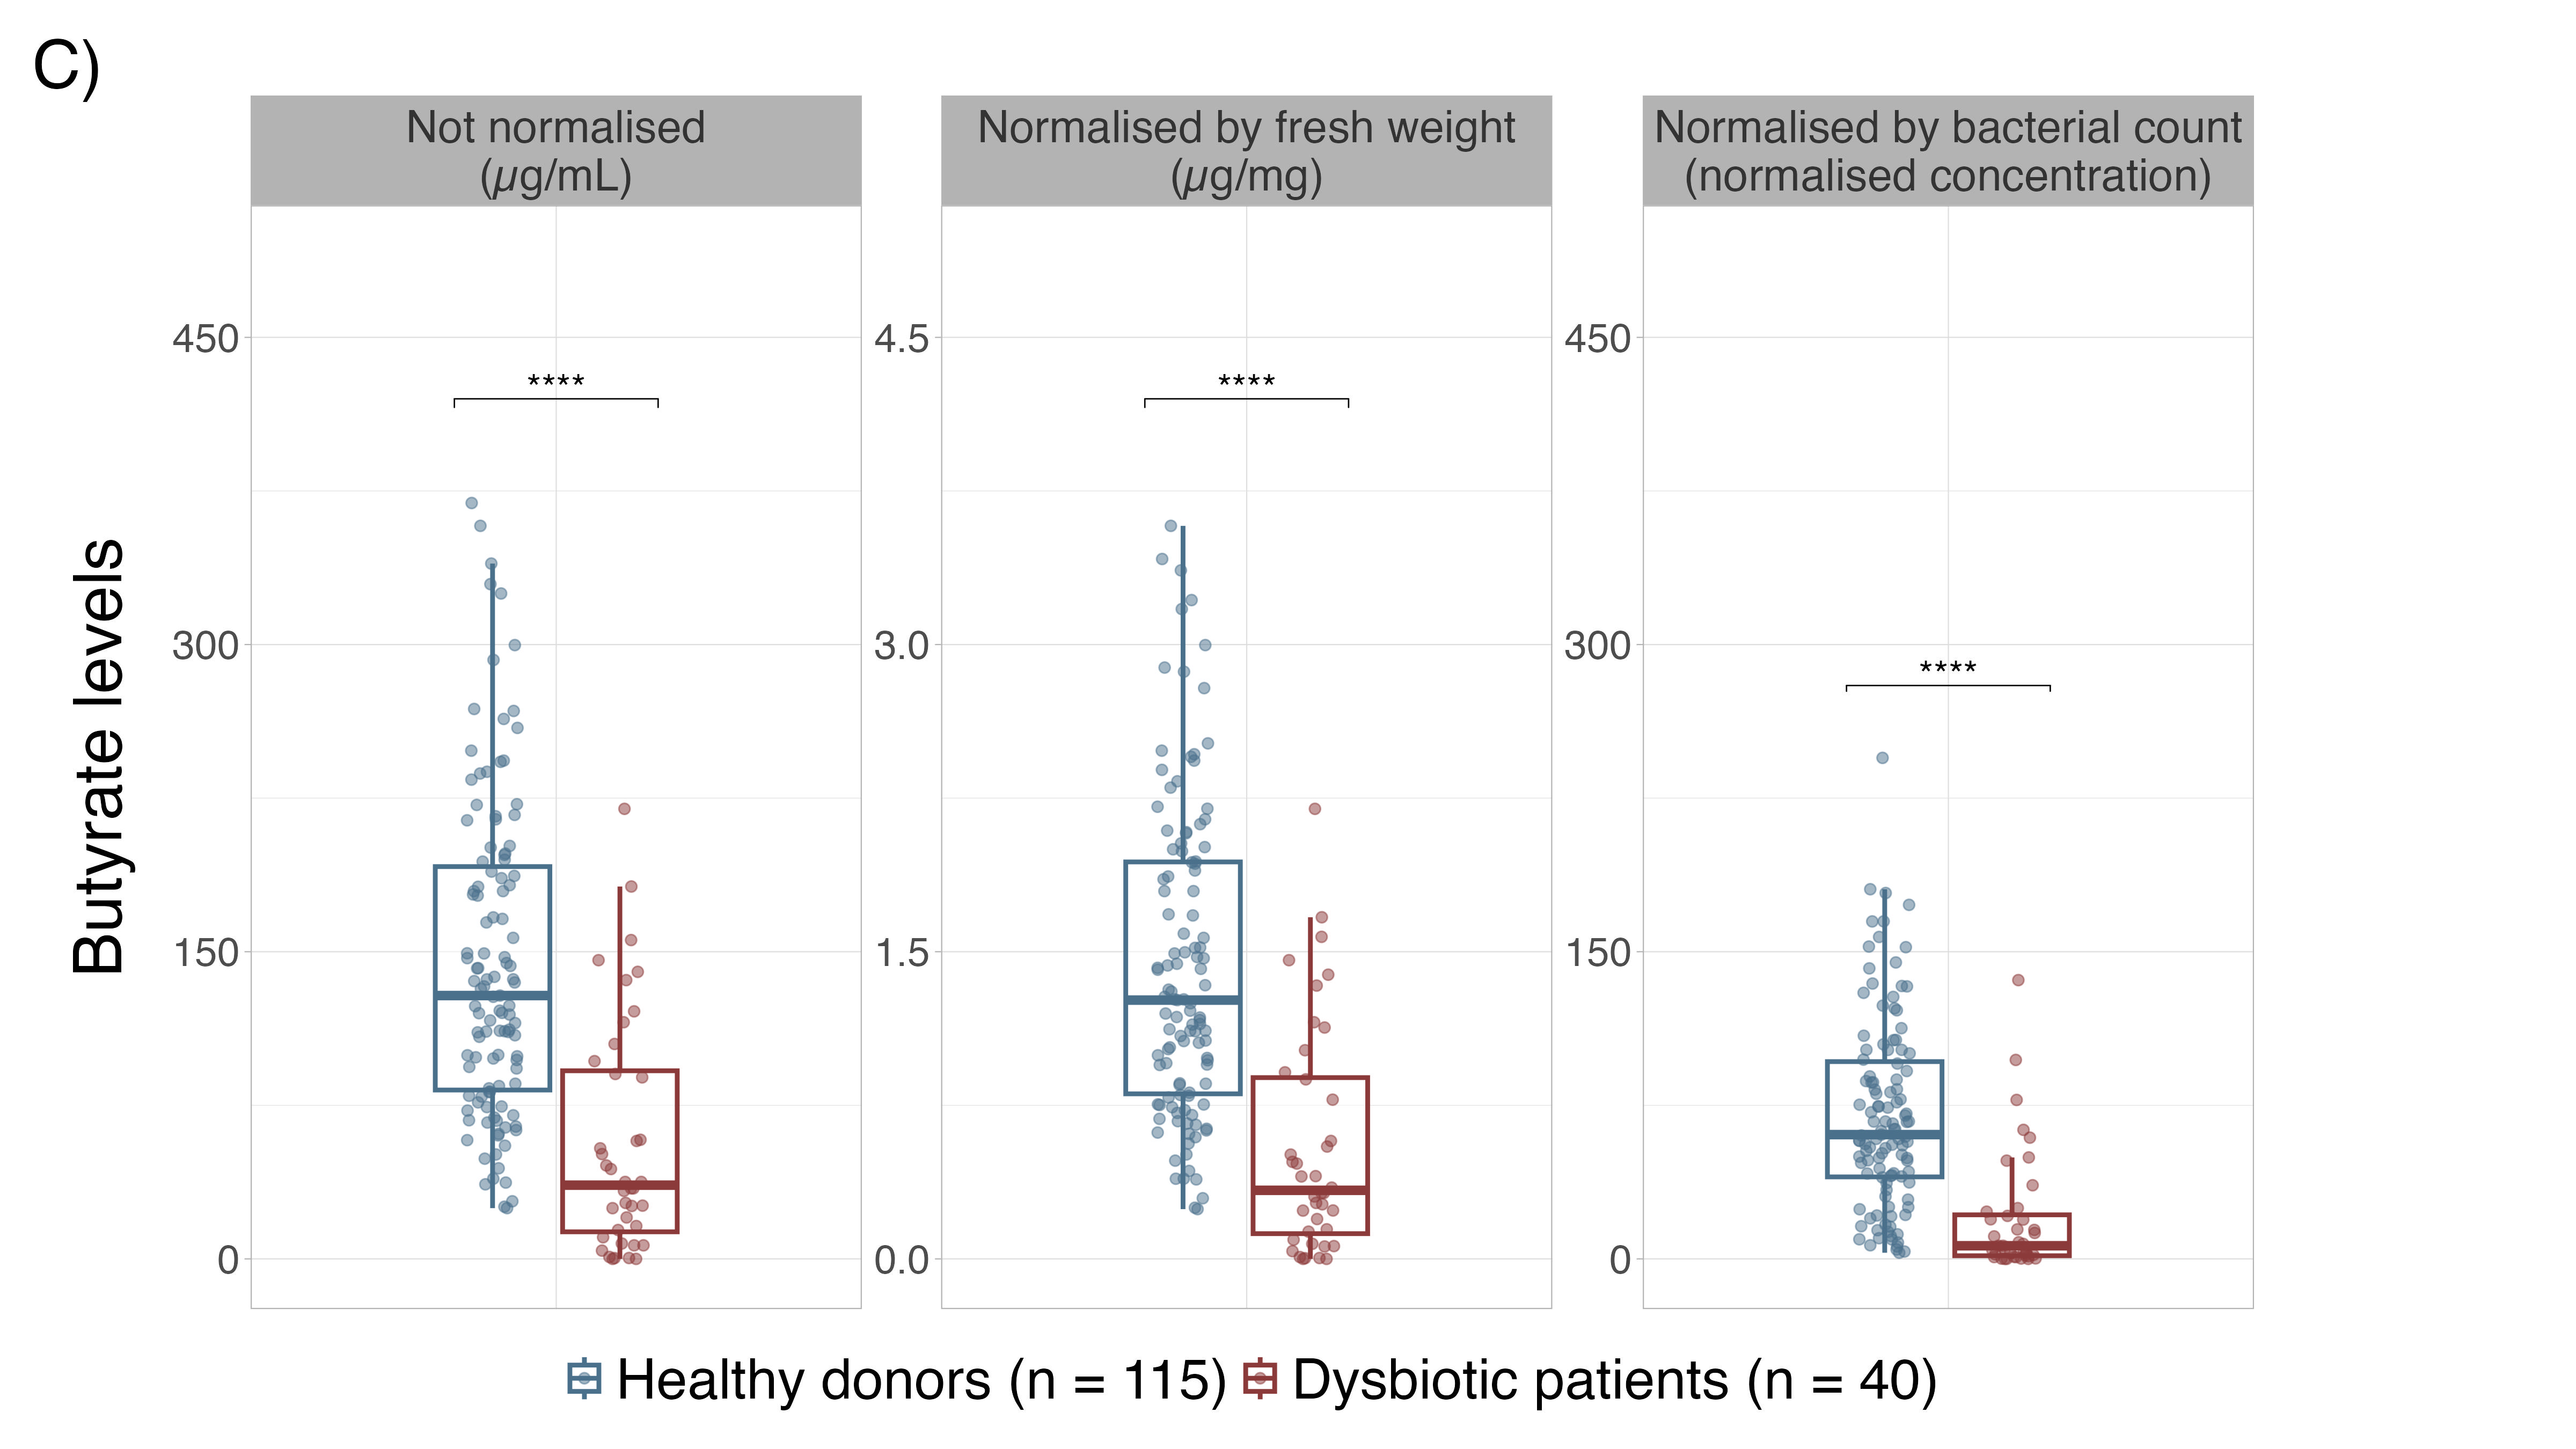 C)
Not normalised
(µg/mL)
Normalised by fresh weight
(µg/mg)
Normalised by bacterial count
(normalised concentration)
Butyrate levels
450
300
150
0
4.5
3.0
1.5
0.0
450
300
150
0
****
****
****
Healthy donors (n = 115) Dysbiotic patients (n = 40)